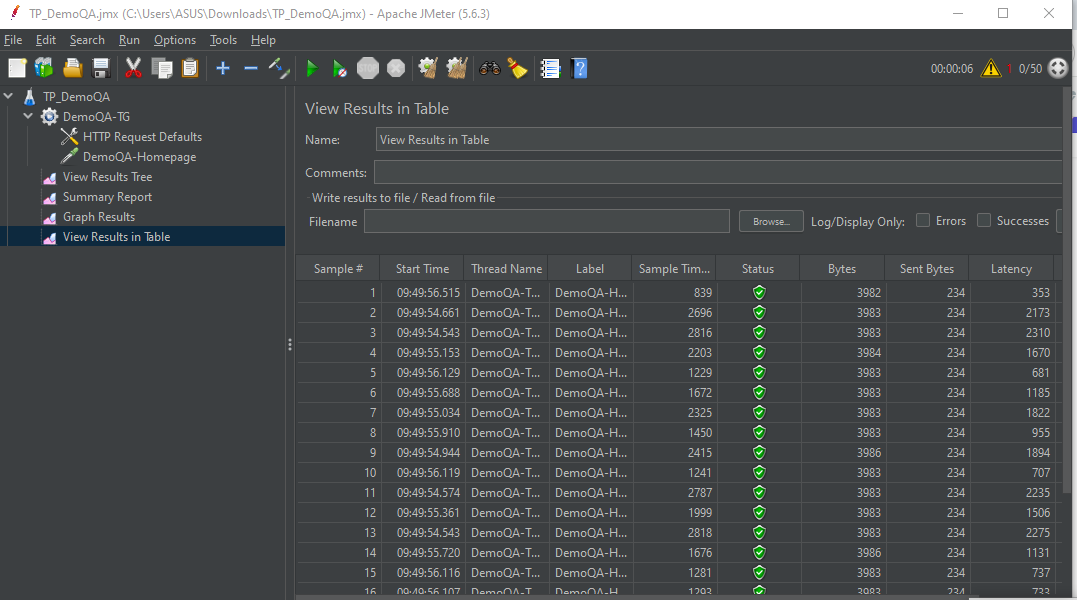 TP_DemoQA.jmx (C:\Users\ASUS\Downloads\TP_DemoQA.jmx) - Apache JMeter (5.6.3)
File Edit Search Run Options Tools Help
00:00:06 0/50
TP_DemoQA
DemoQA-TG
HTTP Request Defaults
DemoQA-Homepage
View Results Tree
Summary Report
Graph Results
View Results in Table
View Results in Table
Name: View Results in Table
Comments:
Write results to file / Read from file
Filename Browse... Log/Display Only: Errors Successes
Sample # Start Time Thread Name Label Sample Tim... Status Bytes Sent Bytes Latency
1 09:49:56.515 DemoQA-T... DemoQA-H... 839 3982 234 353
2 09:49:54.661 DemoQA-T... DemoQA-H... 2696 3983 234 2173
3 09:49:54.543 DemoQA-T... DemoQA-H... 2816 3983 234 2310
4 09:49:55.153 DemoQA-T... DemoQA-H... 2203 3984 234 1670
5 09:49:56.129 DemoQA-T... DemoQA-H... 1229 3983 234 681
6 09:49:55.688 DemoQA-T... DemoQA-H... 1672 3983 234 1185
7 09:49:55.034 DemoQA-T... DemoQA-H... 2325 3983 234 1822
8 09:49:55.910 DemoQA-T... DemoQA-H... 1450 3983 234 955
9 09:49:54.944 DemoQA-T... DemoQA-H... 2415 3986 234 1894
10 09:49:56.119 DemoQA-T... DemoQA-H... 1241 3983 234 707
11 09:49:54.574 DemoQA-T... DemoQA-H... 2787 3983 234 2235
12 09:49:55.361 DemoQA-T... DemoQA-H... 1999 3983 234 1506
13 09:49:54.543 DemoQA-T... DemoQA-H... 2818 3983 234 2275
14 09:49:55.720 DemoQA-T... DemoQA-H... 1676 3986 234 1131
15 09:49:56.116 DemoQA-T... DemoQA-H... 1281 3983 234 737
16 09:49:56.107 DemoQA-T... DemoQA-H... 1293 3983 234 733